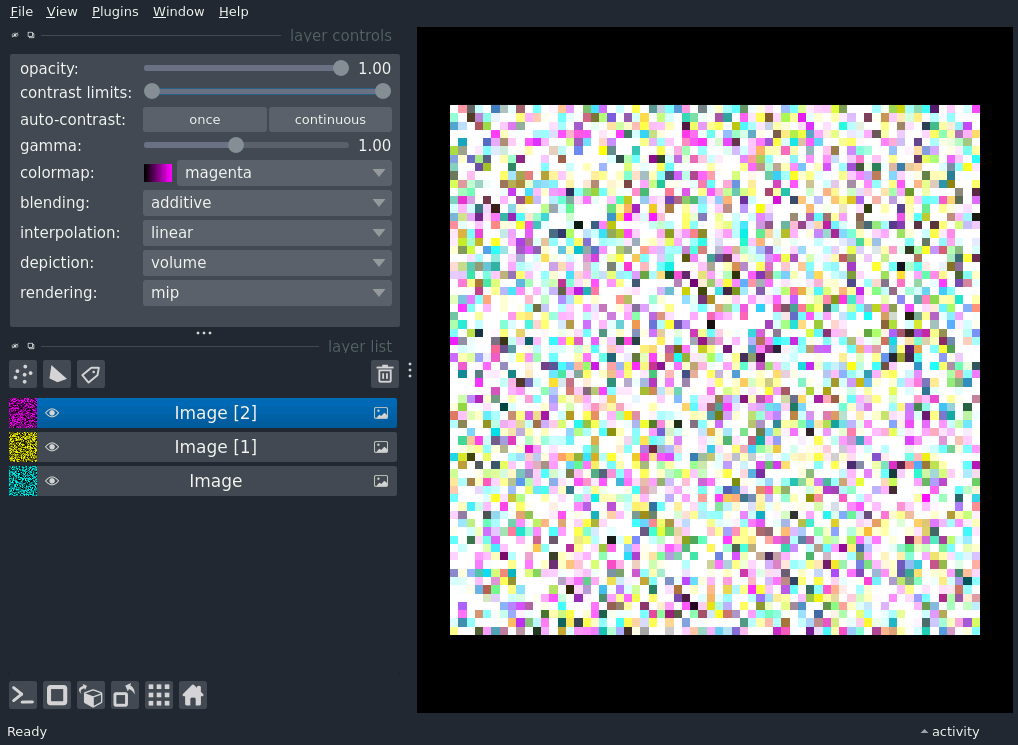 File View Plugins Window Help
layer controls
opacity: 1.00
contrast limits:
auto-contrast: once continuous
gamma: 1.00
colormap: magenta
blending: additive
interpolation: linear
depiction: volume
rendering: mip
layer list
Image [2]
Image [1]
Image
Ready activity